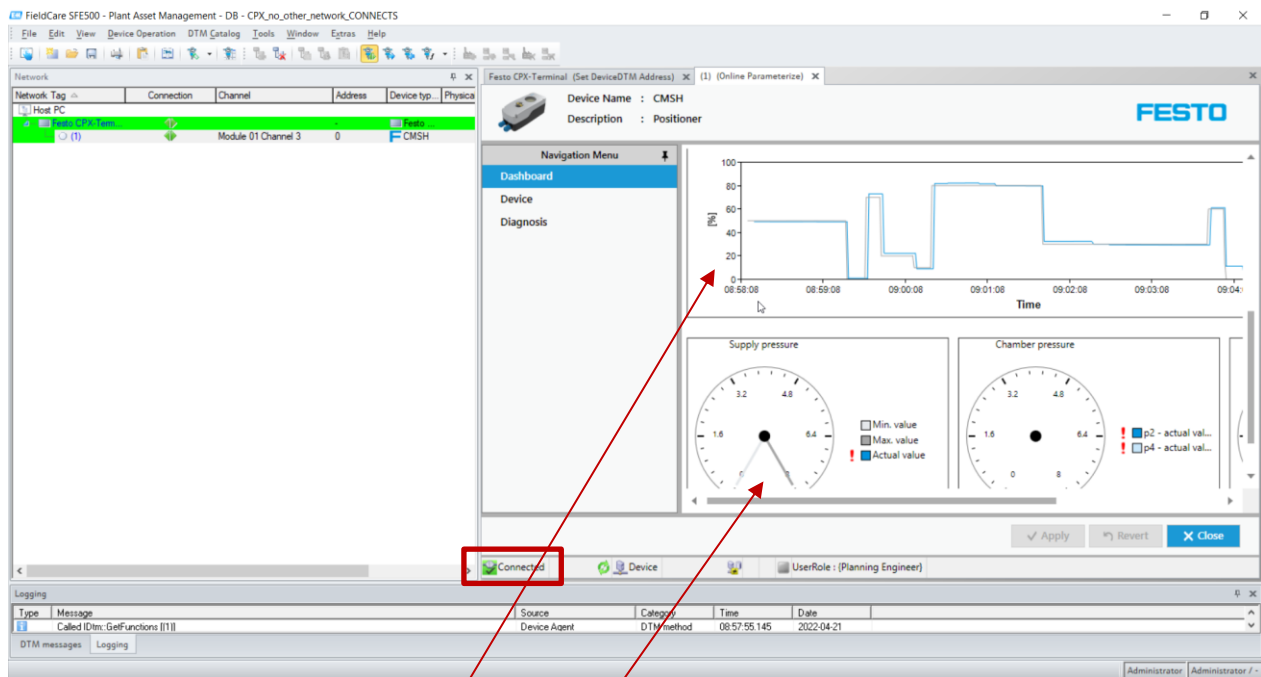 FieldCare SFE500 - Plant Asset Management - DB - CPX_no_other_network_CONNECTS
File Edit View Device Operation DTM Catalog Tools Window Extras Help
Network
Network Tag Connection Channel Address Device typ... Physica
Host PC
Festo CPX-Term... - Festo ...
(1) Module 01 Channel 3 0 CMSH
Festo CPX-Terminal (Set DeviceDTM Address) (1) (Online Parameterize)
Device Name : CMSH
Description : Positioner
FESTO
Navigation Menu
Dashboard
Device
Diagnosis
[%]
100
80
60
40
20
0
08:58:08 08:59:08 09:00:08 09:01:08 09:02:08 09:03:08 09:04:
Time
Supply pressure
3.2 4.8
1.6 6.4
0 8
Min. value
Max. value
! Actual value
Chamber pressure
3.2 4.8
1.6 6.4
0 8
! p2 - actual val...
! p4 - actual val...
Apply Revert Close
Connected Device UserRole : (Planning Engineer)
Logging
Type Message Source Category Time Date
Called IDtm::GetFunctions [(1)] Device Agent DTM method 08:57:55.145 2022-04-21
DTM messages Logging
Administrator Administrator / -